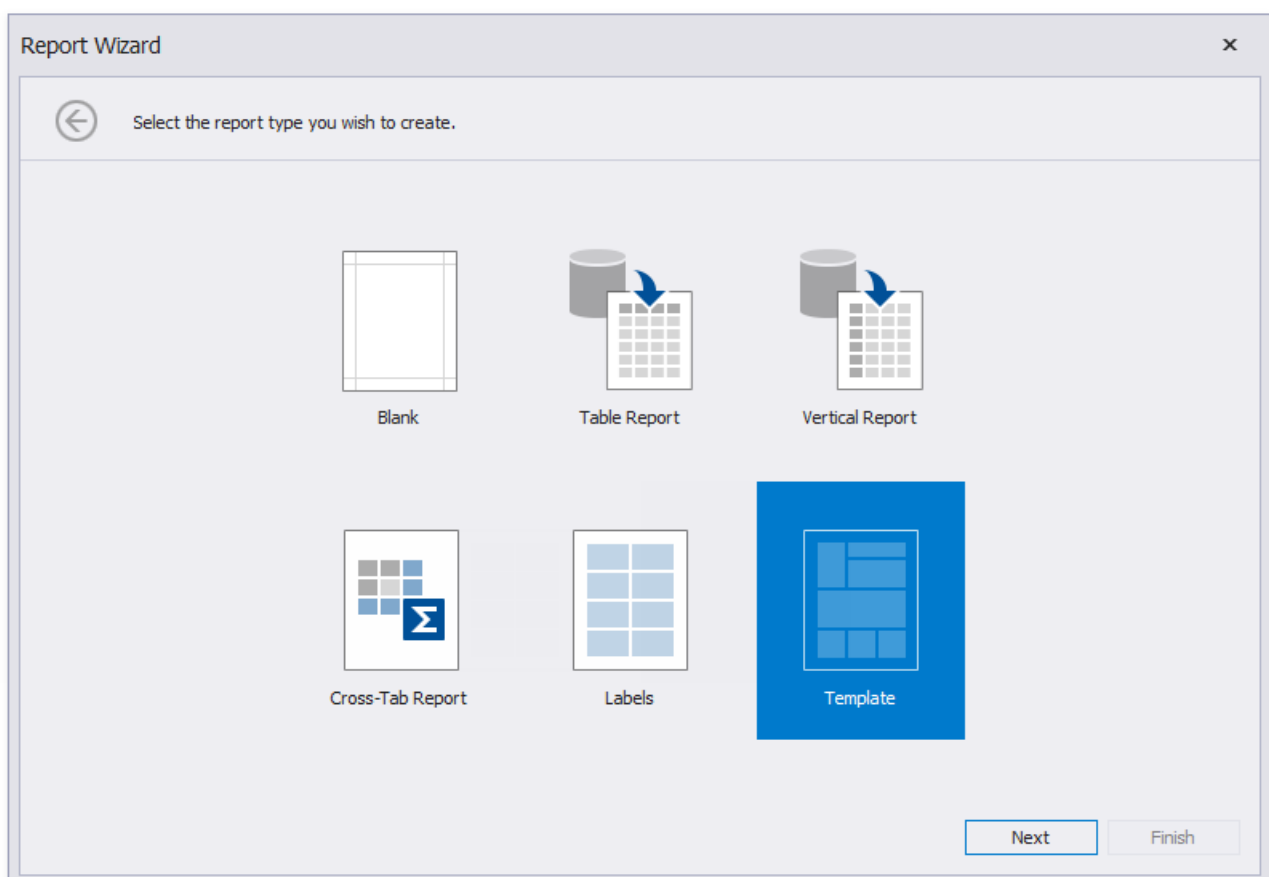 Report Wizard
Select the report type you wish to create.
Blank
Table Report
Vertical Report
Σ
Cross-Tab Report
Labels
Template
Next
Finish